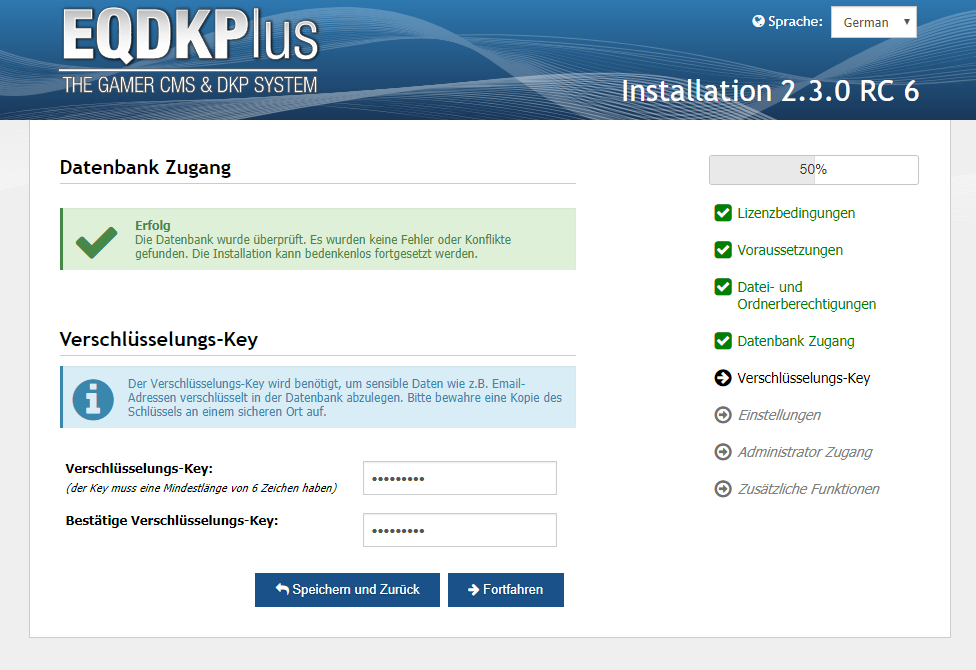 EQDKPlus
THE GAMER CMS & DKP SYSTEM
Sprache:
German
Installation 2.3.0 RC 6
Datenbank Zugang
Erfolg
Die Datenbank wurde überprüft. Es wurden keine Fehler oder Konflikte
gefunden. Die Installation kann bedenkenlos fortgesetzt werden.
Verschlüsselungs-Key
Der Verschlüsselungs-Key wird benötigt, um sensible Daten wie z.B. Email-
Adressen verschlüsselt in der Datenbank abzulegen. Bitte bewahre eine Kopie des
Schlüssels an einem sicheren Ort auf.
Verschlüsselungs-Key:
(der Key muss eine Mindestlänge von 6 Zeichen haben)
•••••••••
Bestätige Verschlüsselungs-Key:
•••••••••
Speichern und Zurück
Fortfahren
50%
Lizenzbedingungen
Voraussetzungen
Datei- und
Ordnerberechtigungen
Datenbank Zugang
Verschlüsselungs-Key
Einstellungen
Administrator Zugang
Zusätzliche Funktionen